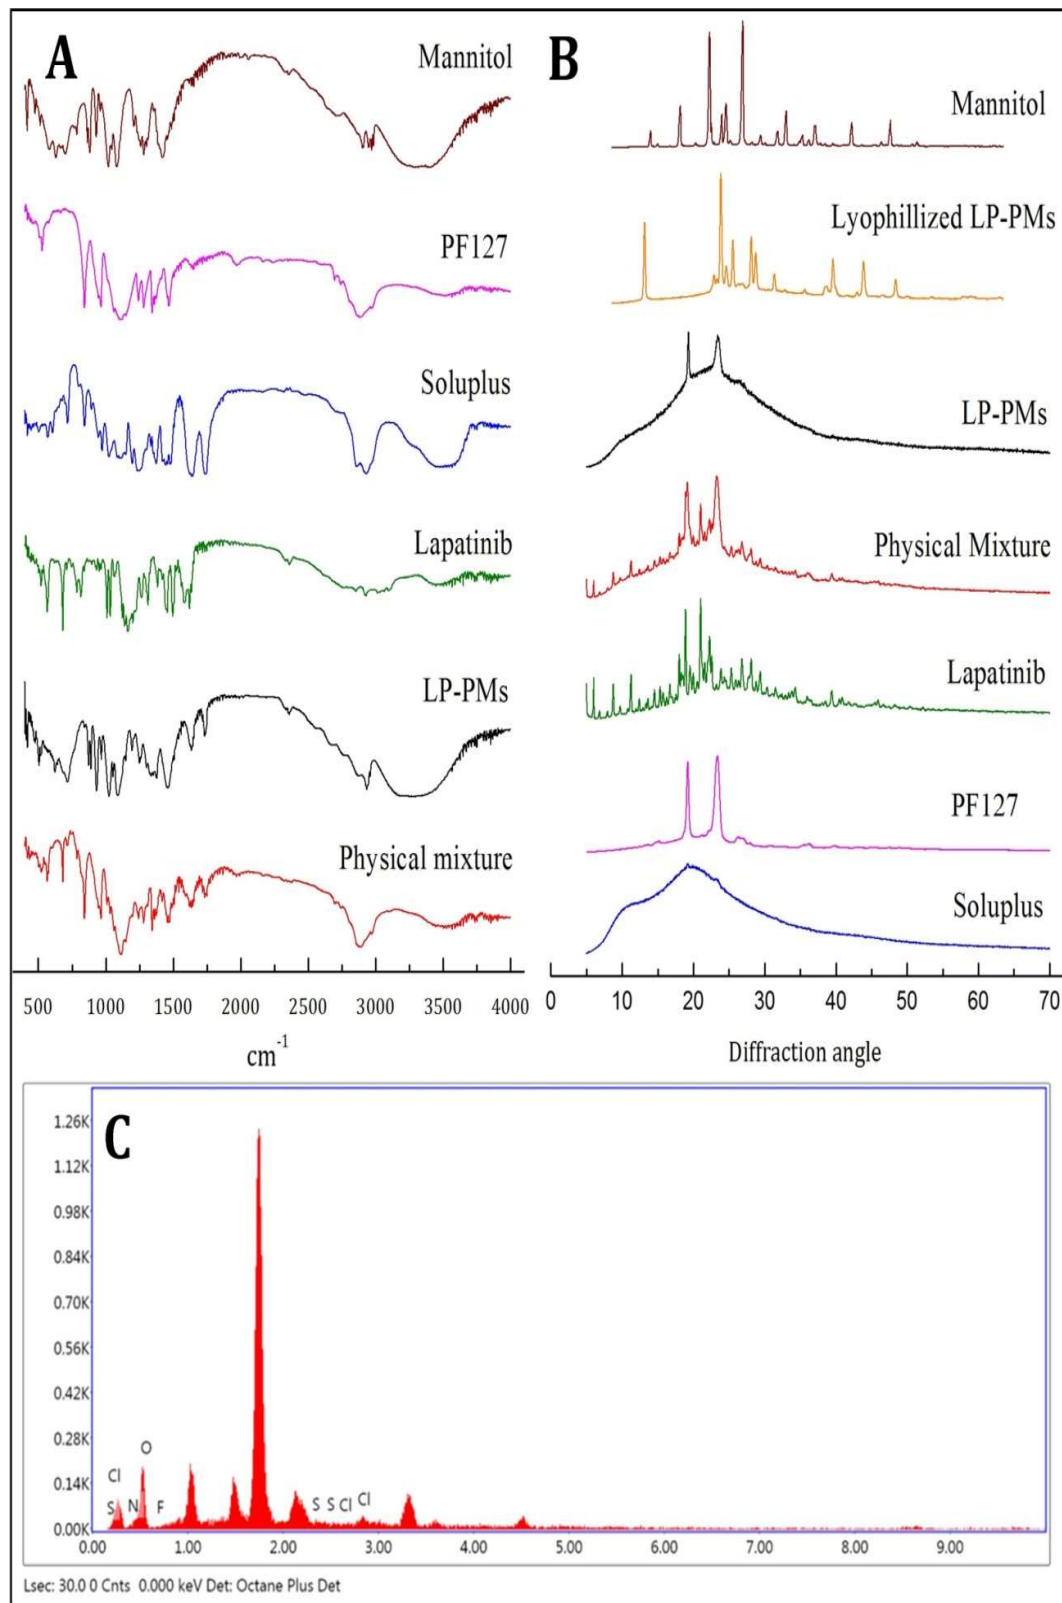 A
Mannitol
PF127
Soluplus
Lapatinib
LP-PMs
Physical mixture
500 1000 1500 2000 2500 3000 3500 4000
cm-1
B
Mannitol
Lyophillized LP-PMs
LP-PMs
Physical Mixture
Lapatinib
PF127
Soluplus
0 10 20 30 40 50 60 70
Diffraction angle
C
1.26K
1.12K
0.98K
0.84K
0.70K
0.56K
0.42K
0.28K
0.14K
0.00K
O
Cl
S N F S S Cl Cl
0.00 1.00 2.00 3.00 4.00 5.00 6.00 7.00 8.00 9.00
Lsec: 30.0 0 Cnts 0.000 keV Det: Octane Plus Det